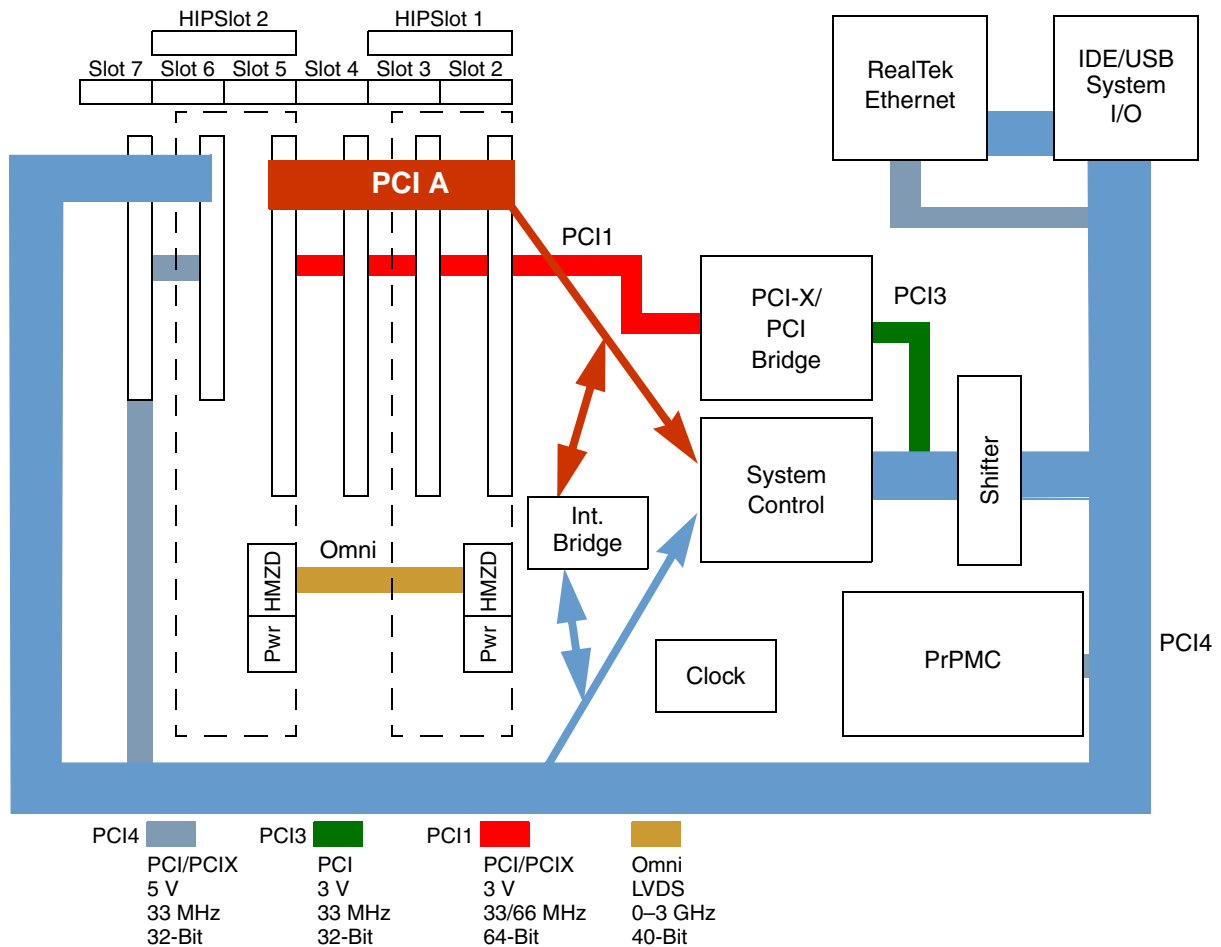 HIPSlot 2
HIPSlot 1
Slot 7 Slot 6 Slot 5 Slot 4 Slot 3 Slot 2
RealTek
Ethernet
IDE/USB
System
I/O
PCI A
PCI1
PCI-X/
PCI
Bridge
PCI3
System
Control
Shifter
Int.
Bridge
Omni
HMZD
Pwr
HMZD
Pwr
Clock
PrPMC
PCI4
PCI4
PCI/PCIX
5 V
33 MHz
32-Bit
PCI3
PCI
3 V
33 MHz
32-Bit
PCI1
PCI/PCIX
3 V
33/66 MHz
64-Bit
Omni
LVDS
0–3 GHz
40-Bit